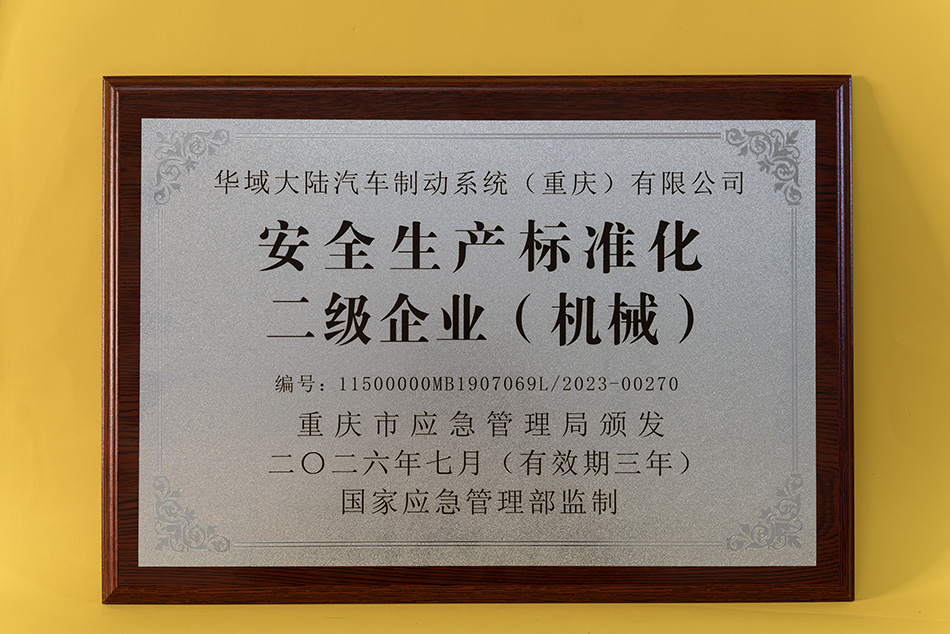 华域大陆汽车制动系统（重庆）有限公司
安全生产标准化
二级企业（机械）
编号：11500000MB1907069L/2023-00270
重庆市应急管理局颁发
二〇二六年七月（有效期三年）
国家应急管理部监制